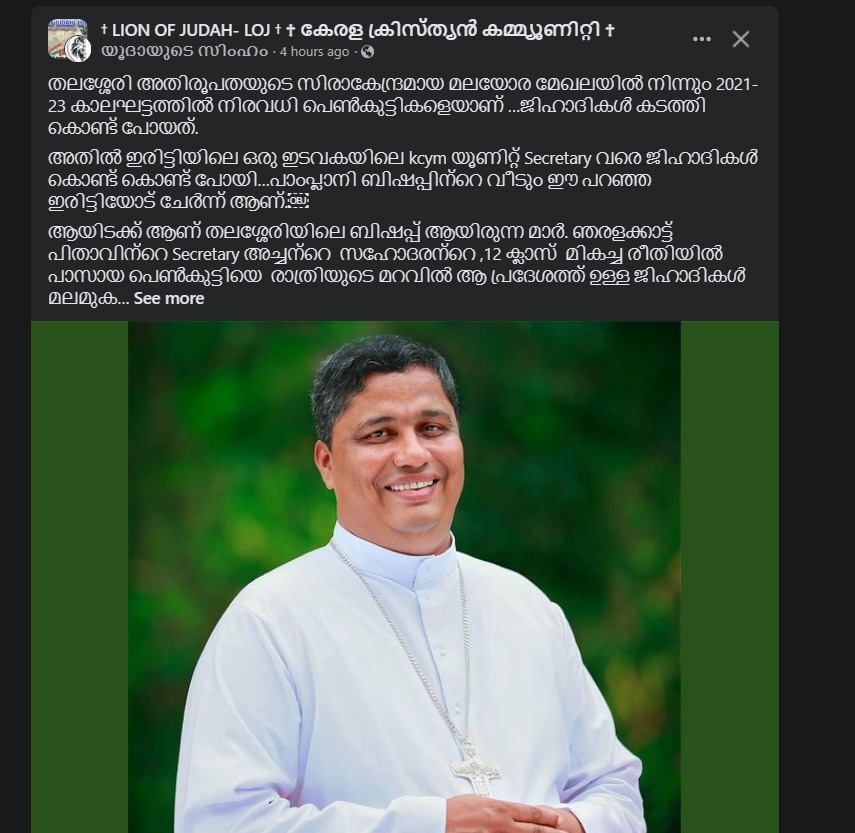 † LION OF JUDAH- LOJ † ✝ കേരള ക്രിസ്ത്യൻ കമ്മ്യൂണിറ്റി ✝
യൂദായുടെ സിംഹം · 4 hours ago ·
തലശ്ശേരി അതിരൂപതയുടെ സിരാകേന്ദ്രമായ മലയോര മേഖലയിൽ നിന്നും 2021-
23 കാലഘട്ടത്തിൽ നിരവധി പെൺകുട്ടികളെയാണ് ...ജിഹാദികൾ കടത്തി
കൊണ്ട് പോയത്.
അതിൽ ഇരിട്ടിയിലെ ഒരു ഇടവകയിലെ kcym യൂണിറ്റ് Secretary വരെ ജിഹാദികൾ
കൊണ്ട് കൊണ്ട് പോയി...പാംപ്ലാനി ബിഷപ്പിന്റെ വീടും ഈ പറഞ്ഞ
ഇരിട്ടിയോട് ചേർന്ന് ആണ്.
ആയിടക്ക് ആണ് തലശ്ശേരിയിലെ ബിഷപ്പ് ആയിരുന്ന മാർ. ഞരളക്കാട്ട്
പിതാവിന്റെ Secretary അച്ചന്റെ സഹോദരന്റെ ,12 ക്ലാസ് മികച്ച രീതിയിൽ
പാസായ പെൺകുട്ടിയെ രാത്രിയുടെ മറവിൽ ആ പ്രദേശത്ത് ഉള്ള ജിഹാദികൾ
മലമുക... See more